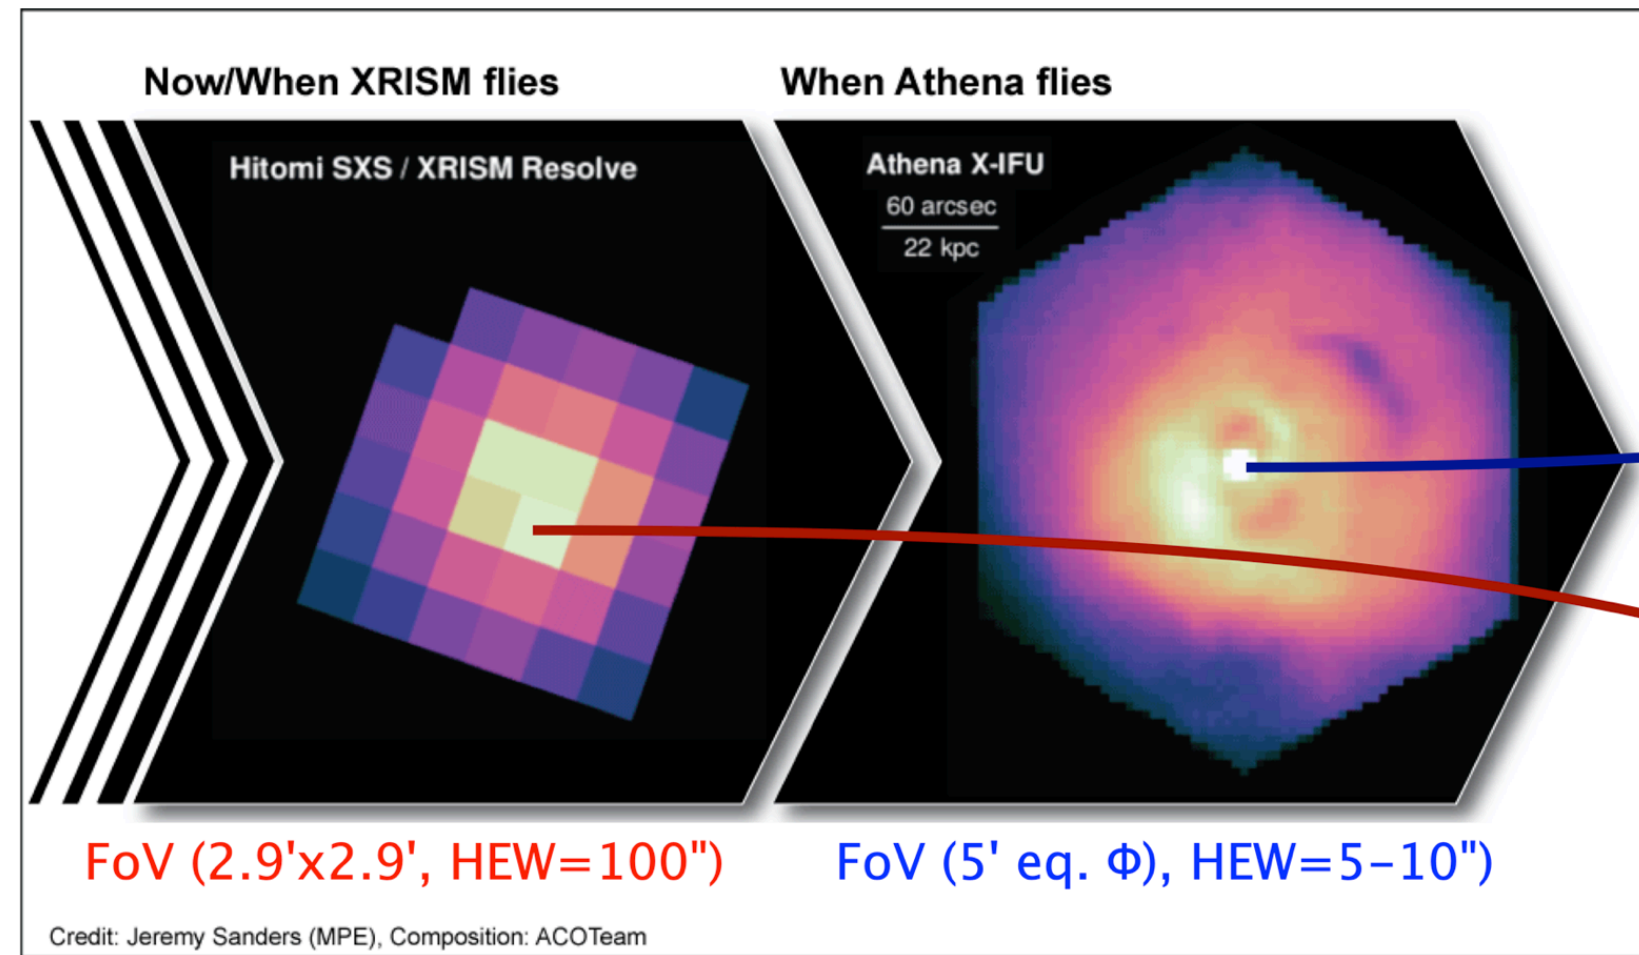 Now/When XRISM flies
When Athena flies
Hitomi SXS / XRISM Resolve
Athena X-IFU
60 arcsec
22 kpc
FoV (2.9'x2.9', HEW=100")
FoV (5' eq. Φ), HEW=5-10")
Credit: Jeremy Sanders (MPE), Composition: ACOTeam